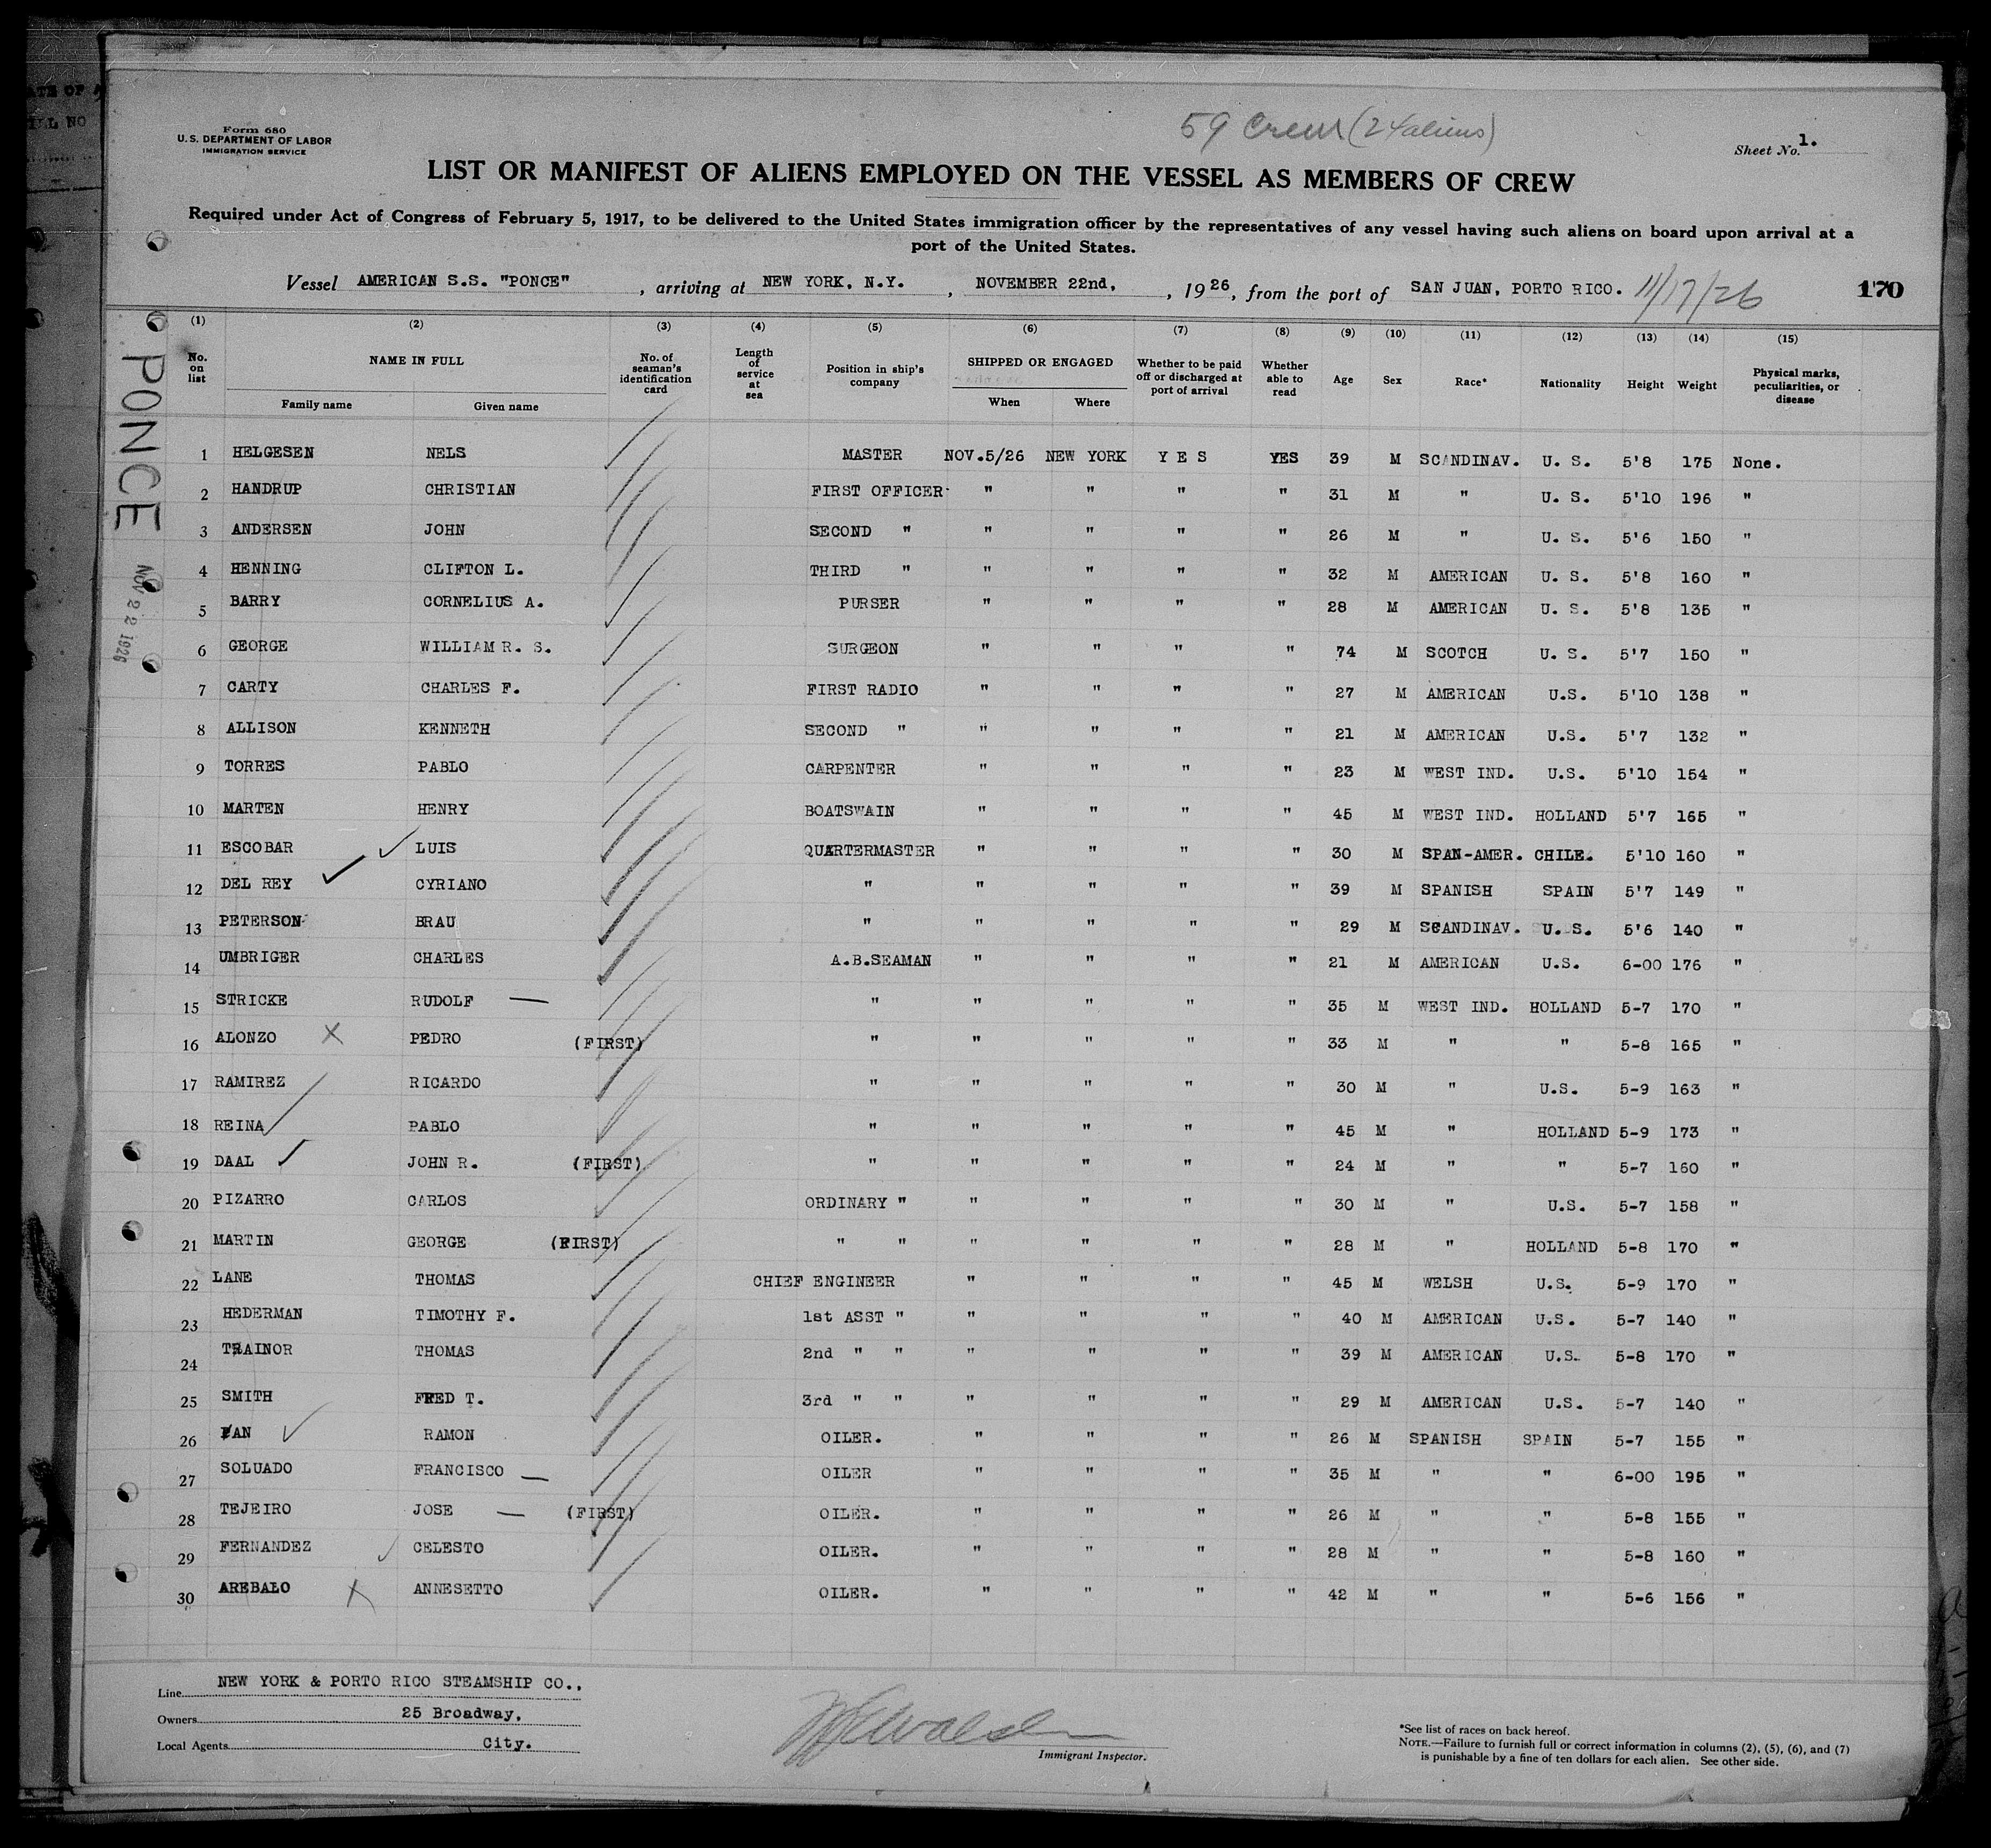 59 Crew (24 aliens)
Form 680
U.S. DEPARTMENT OF LABOR
IMMIGRATION SERVICE
Sheet No. 1.
LIST OR MANIFEST OF ALIENS EMPLOYED ON THE VESSEL AS MEMBERS OF CREW
Required under Act of Congress of February 5, 1917, to be delivered to the United States immigration officer by the representatives of any vessel having such aliens on board upon arrival at a
port of the United States.
Vessel AMERICAN S.S. "PONCE", arriving at NEW YORK, N.Y., NOVEMBER 22nd, , 1926, from the port of SAN JUAN, PORTO RICO. 11/17/26 170
PONCE
NOV 22 1926
(1) (2) (3) (4) (5) (6) (7) (8) (9) (10) (11) (12) (13) (14) (15)
No. on list NAME IN FULL No. of seaman's identification card Length of service at sea Position in ship's company SHIPPED OR ENGAGED Whether to be paid off or discharged at port of arrival Whether able to read Age Sex Race* Nationality Height Weight Physical marks, peculiarities, or disease
Family name Given name When Where
1 HELGESEN NELS MASTER NOV.5/26 NEW YORK Y E S YES 39 M SCANDINAV. U. S. 5'8 175 None.
2 HANDRUP CHRISTIAN FIRST OFFICER " " " " 31 M " U. S. 5'10 196 "
3 ANDERSEN JOHN SECOND " " " " " 26 M " U. S. 5'6 150 "
4 HENNING CLIFTON L. THIRD " " " " " 32 M AMERICAN U. S. 5'8 160 "
5 BARRY CORNELIUS A. PURSER " " " " 28 M AMERICAN U. S. 5'8 135 "
6 GEORGE WILLIAM R. S. SURGEON " " " " 74 M SCOTCH U. S. 5'7 150 "
7 CARTY CHARLES F. FIRST RADIO " " " " 27 M AMERICAN U.S. 5'10 138 "
8 ALLISON KENNETH SECOND " " " " " 21 M AMERICAN U.S. 5'7 132 "
9 TORRES PABLO CARPENTER " " " " 23 M WEST IND. U.S. 5'10 154 "
10 MARTEN HENRY BOATSWAIN " " " " 45 M WEST IND. HOLLAND 5'7 165 "
11 ESCOBAR LUIS QUARTERMASTER " " " " 30 M SPAN-AMER. CHILE. 5'10 160 "
12 DEL REY CYRIANO " " " " " 39 M SPANISH SPAIN 5'7 149 "
13 PETERSON BRAU " " " " " 29 M SCANDINAV. U.S. 5'6 140 "
14 UMBRIGER CHARLES A.B.SEAMAN " " " " 21 M AMERICAN U.S. 6-00 176 "
15 STRICKE RUDOLF " " " " " 35 M WEST IND. HOLLAND 5-7 170 "
16 ALONZO PEDRO (FIRST) " " " " " 33 M " " 5-8 165 "
17 RAMIREZ RICARDO " " " " " 30 M " U.S. 5-9 163 "
18 REINA PABLO " " " " " 45 M " HOLLAND 5-9 173 "
19 DAAL JOHN R. (FIRST) " " " " " 24 M " " 5-7 160 "
20 PIZARRO CARLOS ORDINARY " " " " " 30 M " U.S. 5-7 158 "
21 MARTIN GEORGE (FIRST) " " " " " " 28 M " HOLLAND 5-8 170 "
22 LANE THOMAS CHIEF ENGINEER " " " " 45 M WELSH U.S. 5-9 170 "
23 HEDERMAN TIMOTHY F. 1st ASST " " " " " 40 M AMERICAN U.S. 5-7 140 "
24 TRAINOR THOMAS 2nd " " " " " " 39 M AMERICAN U.S. 5-8 170 "
25 SMITH FRED T. 3rd " " " " " " 29 M AMERICAN U.S. 5-7 140 "
26 PAN RAMON OILER. " " " " 26 M SPANISH SPAIN 5-7 155 "
27 SOLUADO FRANCISCO OILER " " " " 35 M " " 6-00 195 "
28 TEJEIRO JOSE (FIRST) OILER. " " " " 26 M " " 5-8 155 "
29 FERNANDEZ CELESTO OILER. " " " " 28 M " " 5-8 160 "
30 AREBALO ANNESETTO OILER. " " " " 42 M " " 5-6 156 "
Line NEW YORK & PORTO RICO STEAMSHIP CO.,
Owners 25 Broadway,
Local Agents City.
Immigrant Inspector.
*See list of races on back hereof.
NOTE.—Failure to furnish full or correct information in columns (2), (5), (6), and (7)
is punishable by a fine of ten dollars for each alien. See other side.